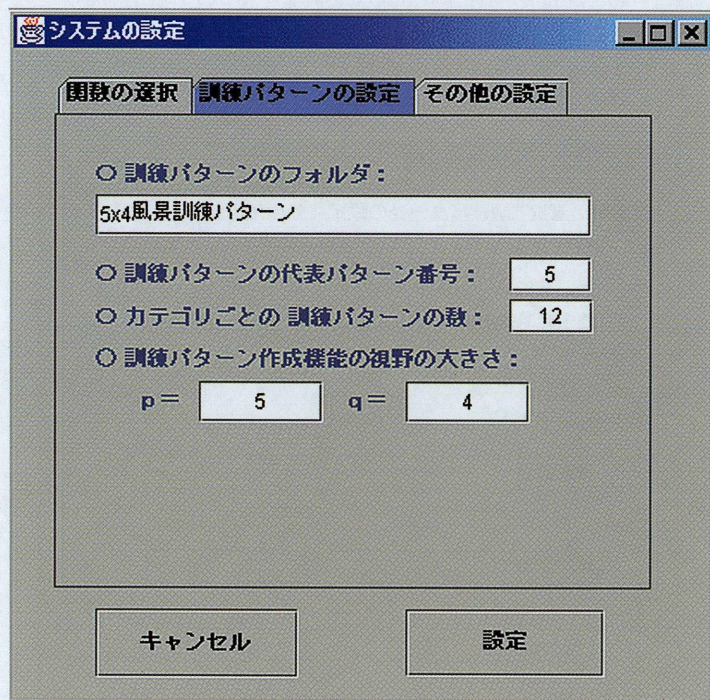 システムの設定
関数の選択 訓練パターンの設定 その他の設定
○ 訓練パターンのフォルダ：
5x4風景訓練パターン
○ 訓練パターンの代表パターン番号： 5
○ カテゴリごとの 訓練パターンの数： 12
○ 訓練パターン作成機能の視野の大きさ：
p＝ 5 q＝ 4
キャンセル 設定